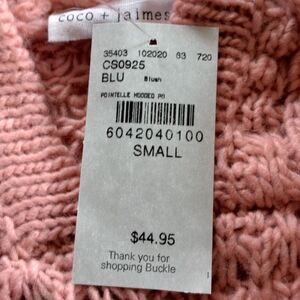 coco + jaimes
35403 102020 63 720
CS0925
BLU Blush
POINTELLE HOODED PO
6042040100
SMALL
$44.95
Thank you for
shopping Buckle